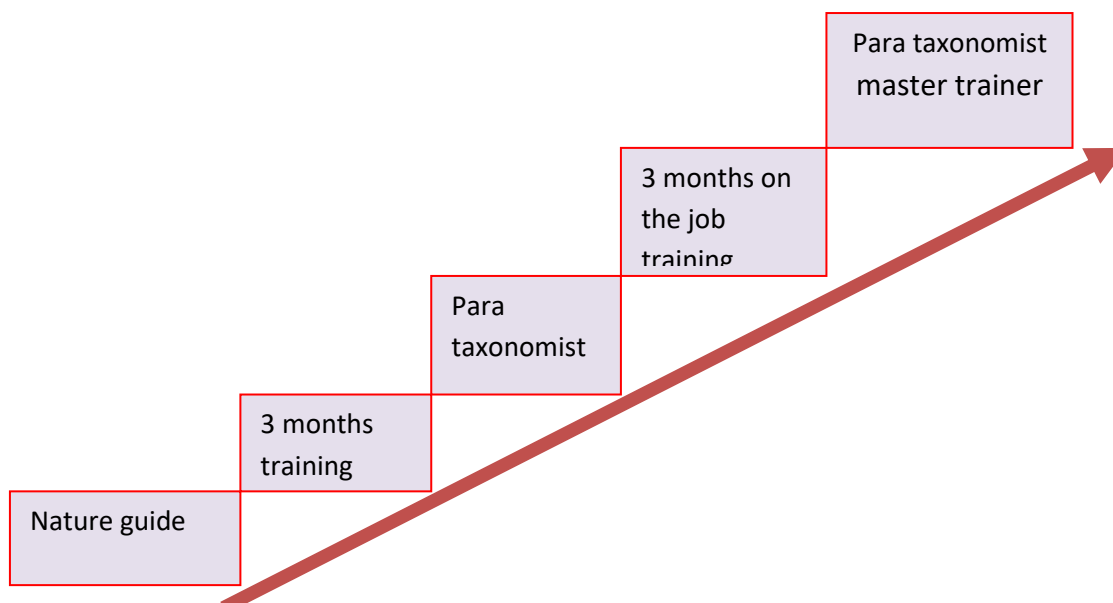 Para taxonomist
master trainer
3 months on
the job
training
Para
taxonomist
3 months
training
Nature guide